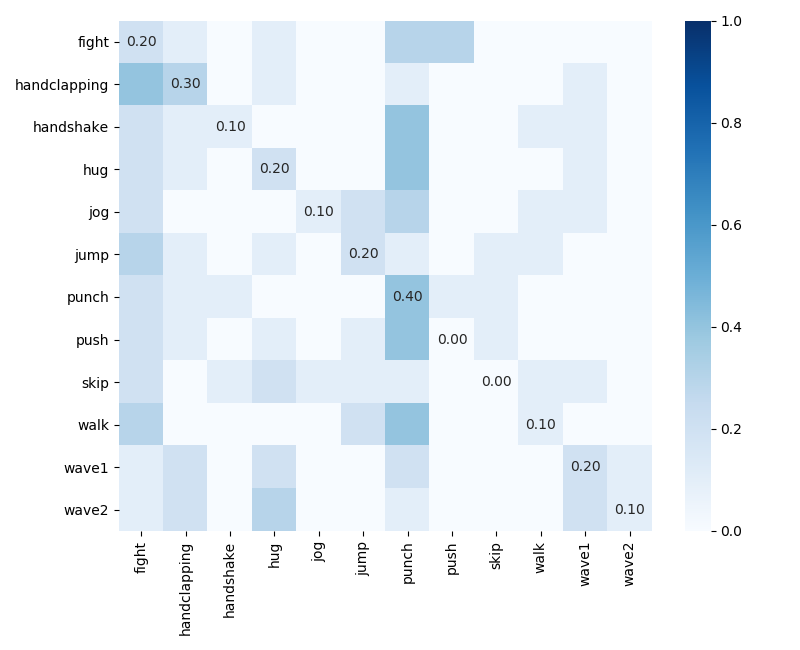 fight 0.20 1.0
handclapping 0.30
handshake 0.10 0.8
hug 0.20
jog 0.10 0.6
jump 0.20
punch 0.40 0.4
push 0.00
skip 0.00
walk 0.10 0.2
wave1 0.20
wave2 0.10 0.0
fight handclapping handshake hug jog jump punch push skip walk wave1 wave2